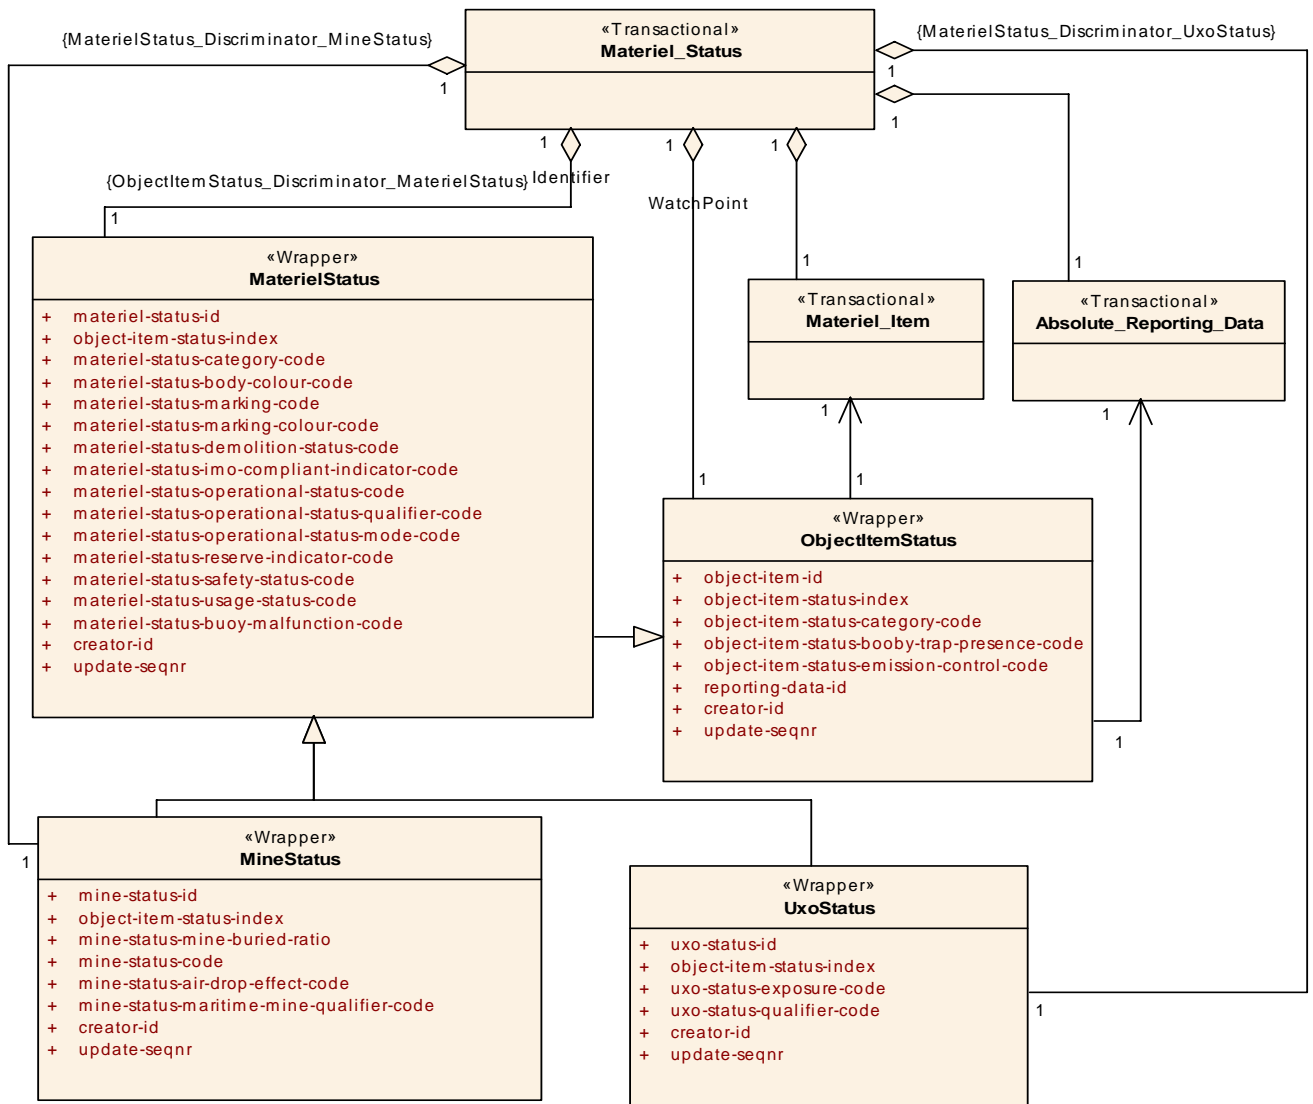 {MaterielStatus_Discriminator_MineStatus}
«Transactional»
Materiel_Status
{MaterielStatus_Discriminator_UxoStatus}
1
1
1
1
1
1
{ObjectItemStatus_Discriminator_MaterielStatus}
Identifier
WatchPoint
1
1
1
«Wrapper»
MaterielStatus
+ materiel-status-id
+ object-item-status-index
+ materiel-status-category-code
+ materiel-status-body-colour-code
+ materiel-status-marking-code
+ materiel-status-marking-colour-code
+ materiel-status-demolition-status-code
+ materiel-status-imo-compliant-indicator-code
+ materiel-status-operational-status-code
+ materiel-status-operational-status-qualifier-code
+ materiel-status-operational-status-mode-code
+ materiel-status-reserve-indicator-code
+ materiel-status-safety-status-code
+ materiel-status-usage-status-code
+ materiel-status-buoy-malfunction-code
+ creator-id
+ update-seqnr
«Transactional»
Materiel_Item
«Transactional»
Absolute_Reporting_Data
1
1
1
1
«Wrapper»
ObjectItemStatus
+ object-item-id
+ object-item-status-index
+ object-item-status-category-code
+ object-item-status-booby-trap-presence-code
+ object-item-status-emission-control-code
+ reporting-data-id
+ creator-id
+ update-seqnr
1
1
«Wrapper»
MineStatus
+ mine-status-id
+ object-item-status-index
+ mine-status-mine-buried-ratio
+ mine-status-code
+ mine-status-air-drop-effect-code
+ mine-status-maritime-mine-qualifier-code
+ creator-id
+ update-seqnr
«Wrapper»
UxoStatus
+ uxo-status-id
+ object-item-status-index
+ uxo-status-exposure-code
+ uxo-status-qualifier-code
+ creator-id
+ update-seqnr
1